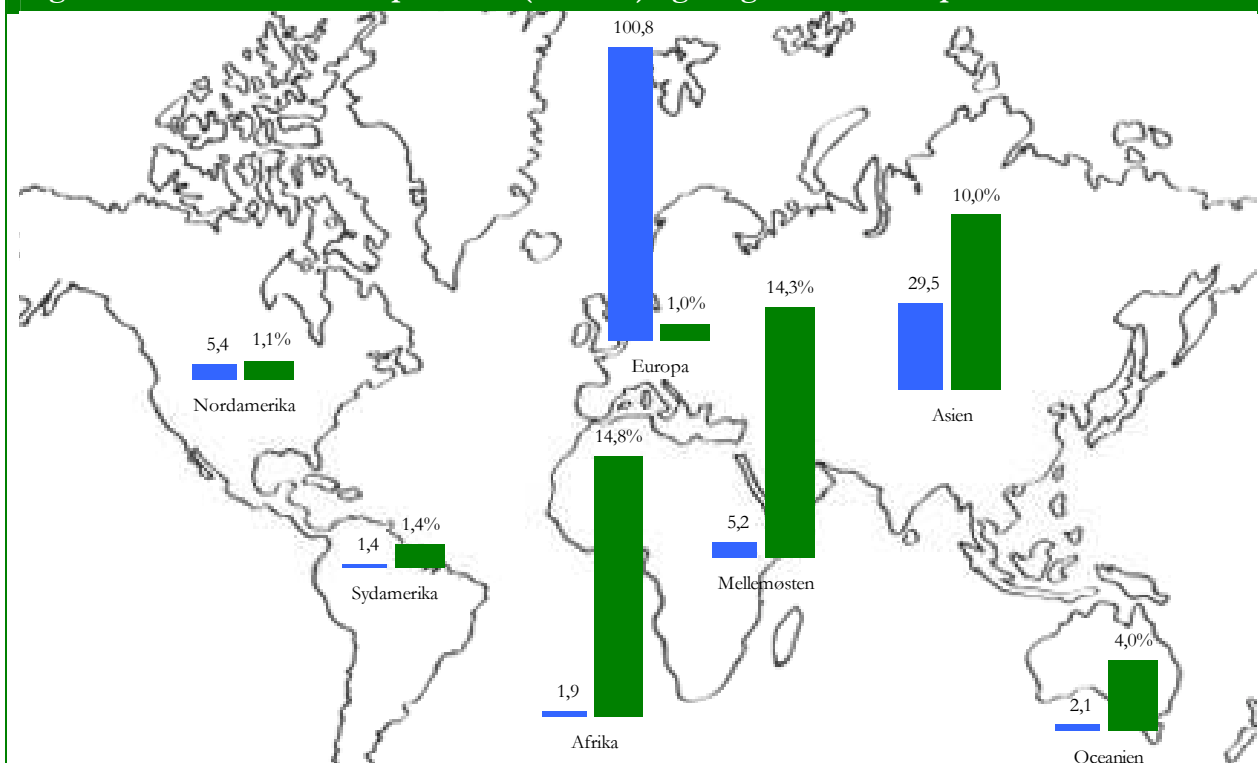 100,8
10,0%
29,5
14,3%
1,0%
Europa
5,4
1,1%
Nordamerika
Asien
14,8%
1,4
1,4%
Sydamerika
5,2
Mellemøsten
1,9
Afrika
4,0%
2,1
Oceanien